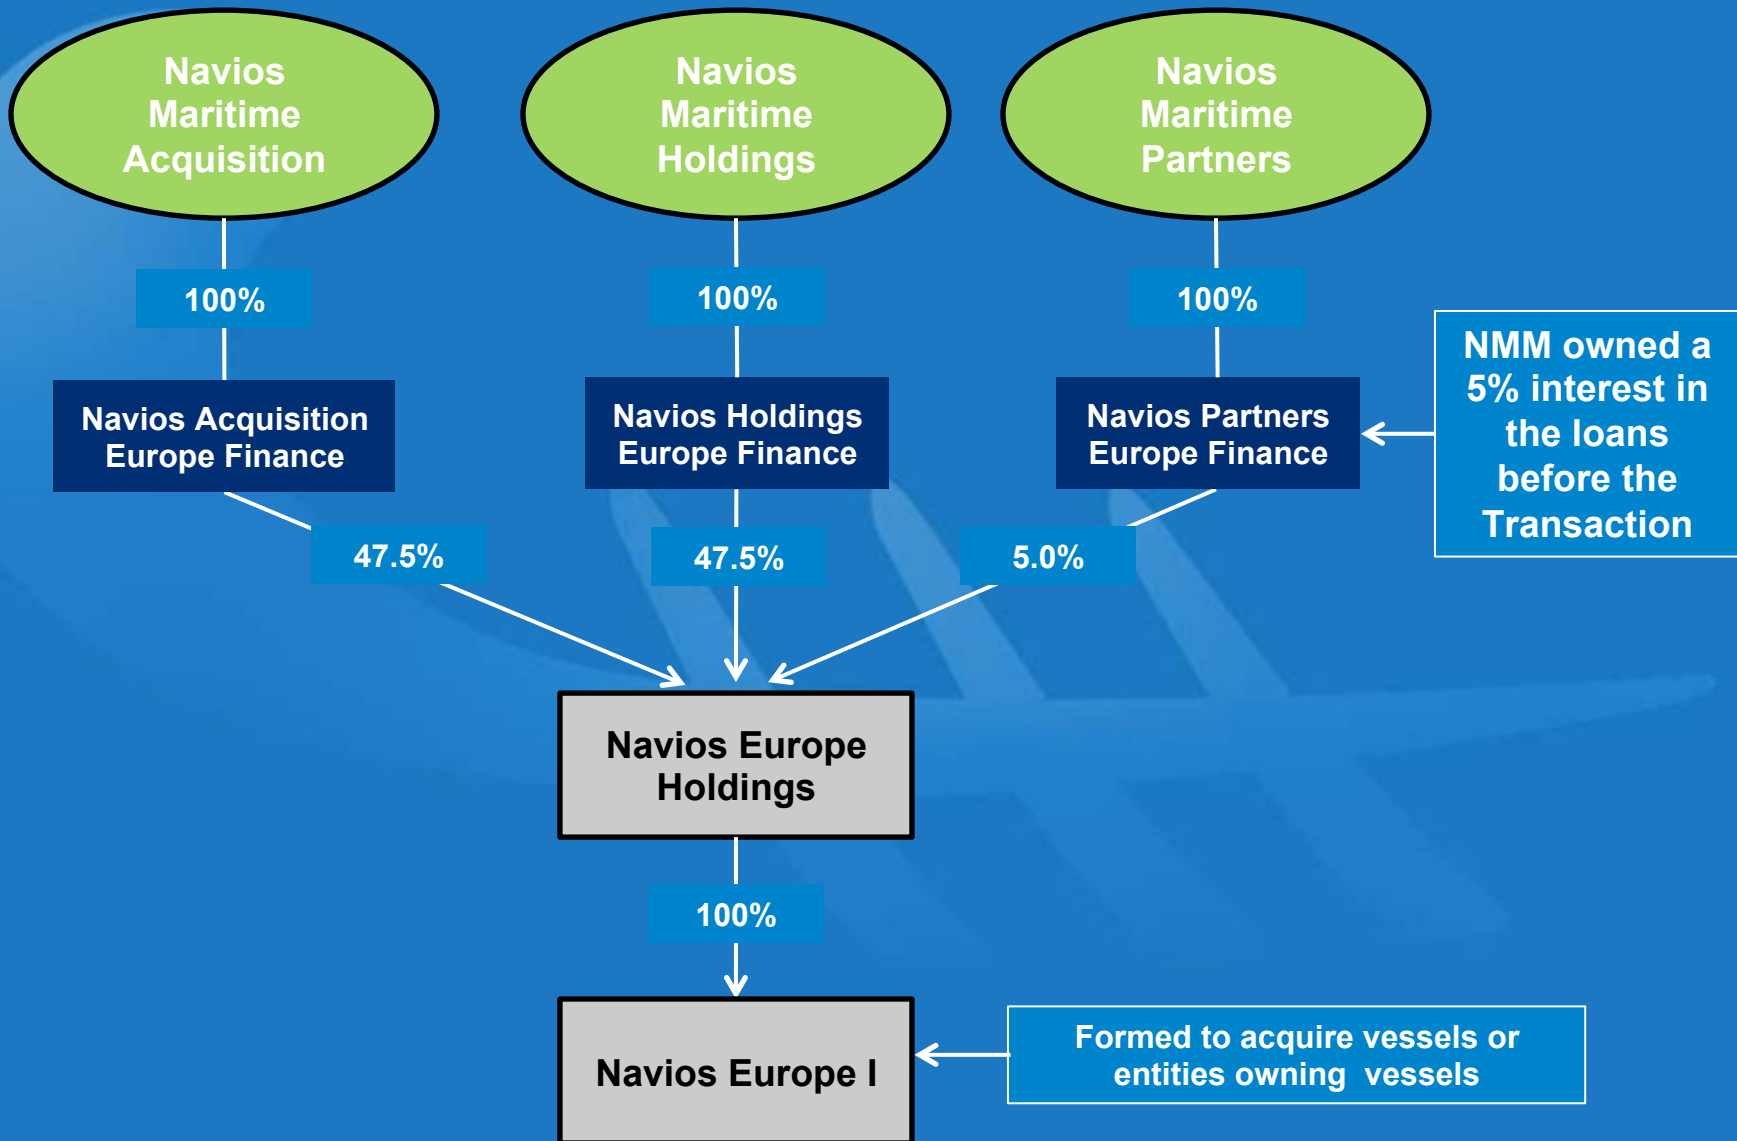 Navios
Maritime
Acquisition
Navios
Maritime
Holdings
Navios
Maritime
Partners
100%
100%
100%
Navios Acquisition
Europe Finance
Navios Holdings
Europe Finance
Navios Partners
Europe Finance
NMM owned a
5% interest in
the loans
before the
Transaction
47.5%
47.5%
5.0%
Navios Europe
Holdings
100%
Navios Europe I
Formed to acquire vessels or
entities owning vessels